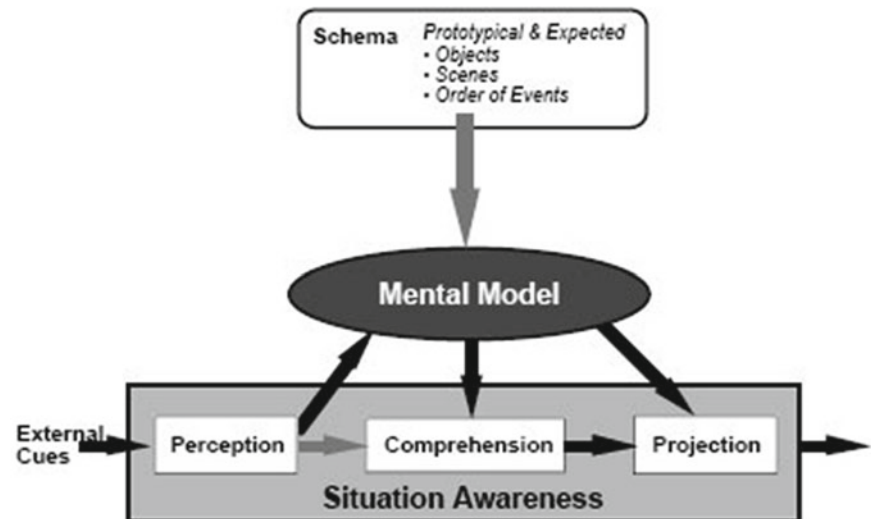 Schema Prototypical & Expected
• Objects
• Scenes
• Order of Events
Mental Model
External
Cues
Perception
Comprehension
Projection
Situation Awareness